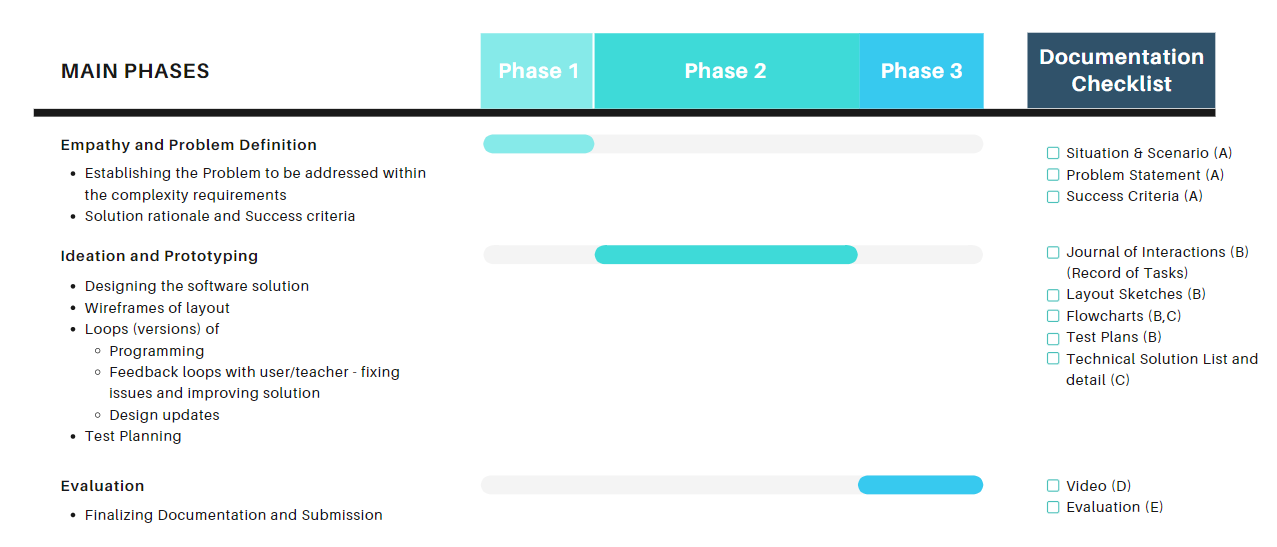 MAIN PHASES
Phase 1
Phase 2
Phase 3
Documentation
Checklist
Empathy and Problem Definition
Establishing the Problem to be addressed within
the complexity requirements
Solution rationale and Success criteria
Situation & Scenario (A)
Problem Statement (A)
Success Criteria (A)
Ideation and Prototyping
Designing the software solution
Wireframes of layout
Loops (versions) of
Programming
Feedback loops with user/teacher - fixing
issues and improving solution
Design updates
Test Planning
Journal of Interactions (B)
(Record of Tasks)
Layout Sketches (B)
Flowcharts (B,C)
Test Plans (B)
Technical Solution List and
detail (C)
Evaluation
Finalizing Documentation and Submission
Video (D)
Evaluation (E)